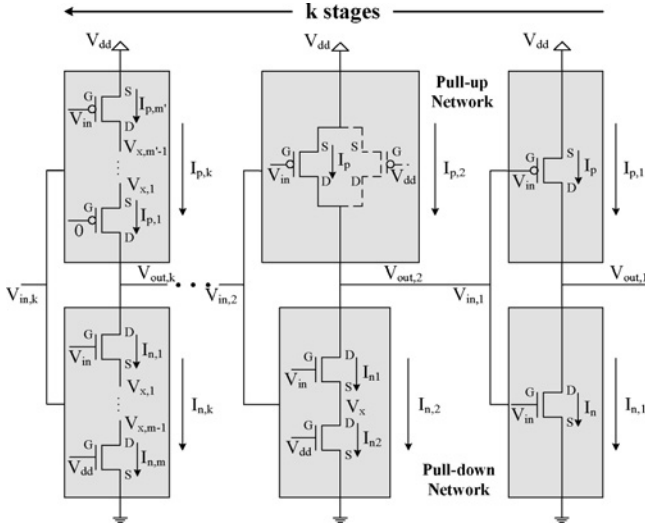 k stages
V_dd
V_dd
V_dd
G
S
D
V_in
I_p,m'
V_x,m'-1
V_x,1
G
S
D
0
I_p,1
I_p,k
Pull-up
Network
G
S
D
V_in
I_p
S
D
G
V_dd
I_p,2
G
S
D
V_in
I_p
I_p,1
V_in,k
V_out,k
V_in,2
V_out,2
V_in,1
V_out,1
G
D
S
V_in
I_n,1
V_x,1
V_x,m-1
G
D
S
V_dd
I_n,m
I_n,k
G
D
S
V_in
I_n1
V_x
G
D
S
V_dd
I_n2
I_n,2
G
D
S
V_in
I_n
I_n,1
Pull-down
Network